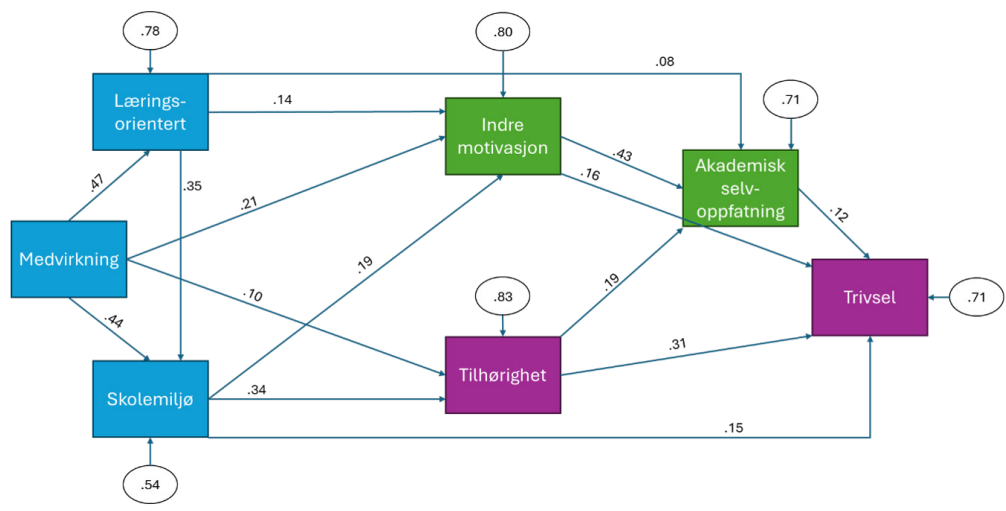 .78
.80
.08
Lærings-
orientert
.14
Indre
motivasjon
.71
.43
Akademisk
selv-
oppfatning
.47
.35
.21
.16
.12
Medvirkning
.19
.10
.83
.19
Trivsel
.71
.44
.31
Skolemiljø
.34
Tilhørighet
.15
.54